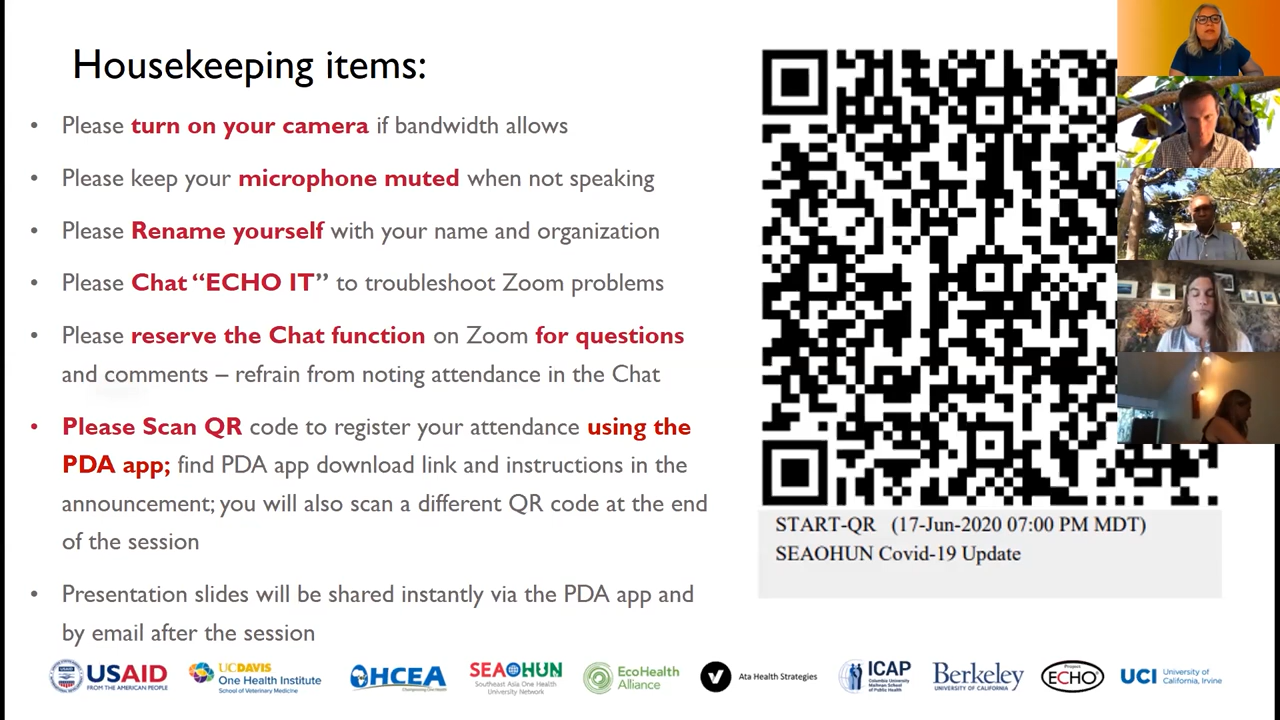 Housekeeping items:
• Please turn on your camera if bandwidth allows
• Please keep your microphone muted when not speaking
• Please Rename yourself with your name and organization
• Please Chat “ECHO IT” to troubleshoot Zoom problems
• Please reserve the Chat function on Zoom for questions
and comments – refrain from noting attendance in the Chat
• Please Scan QR code to register your attendance using the
PDA app; find PDA app download link and instructions in the
announcement; you will also scan a different QR code at the end
of the session
• Presentation slides will be shared instantly via the PDA app and
by email after the session
START-QR (17-Jun-2020 07:00 PM MDT)
SEAOHUN Covid-19 Update
USAID
FROM THE AMERICAN PEOPLE
UCDAVIS
One Health Institute
School of Veterinary Medicine
OHCEA
SEAOHUN
Southeast Asia One Health
University Network
EcoHealth
Alliance
Ata Health Strategies
ICAP
Columbia University
Mailman School
of Public Health
Berkeley
UNIVERSITY OF CALIFORNIA
Project
ECHO
UCI University of
California, Irvine